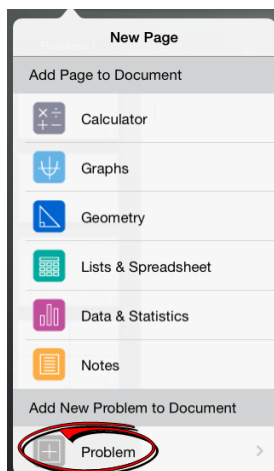 New Page
Add Page to Document
Calculator
Graphs
Geometry
Lists & Spreadsheet
Data & Statistics
Notes
Add New Problem to Document
Problem